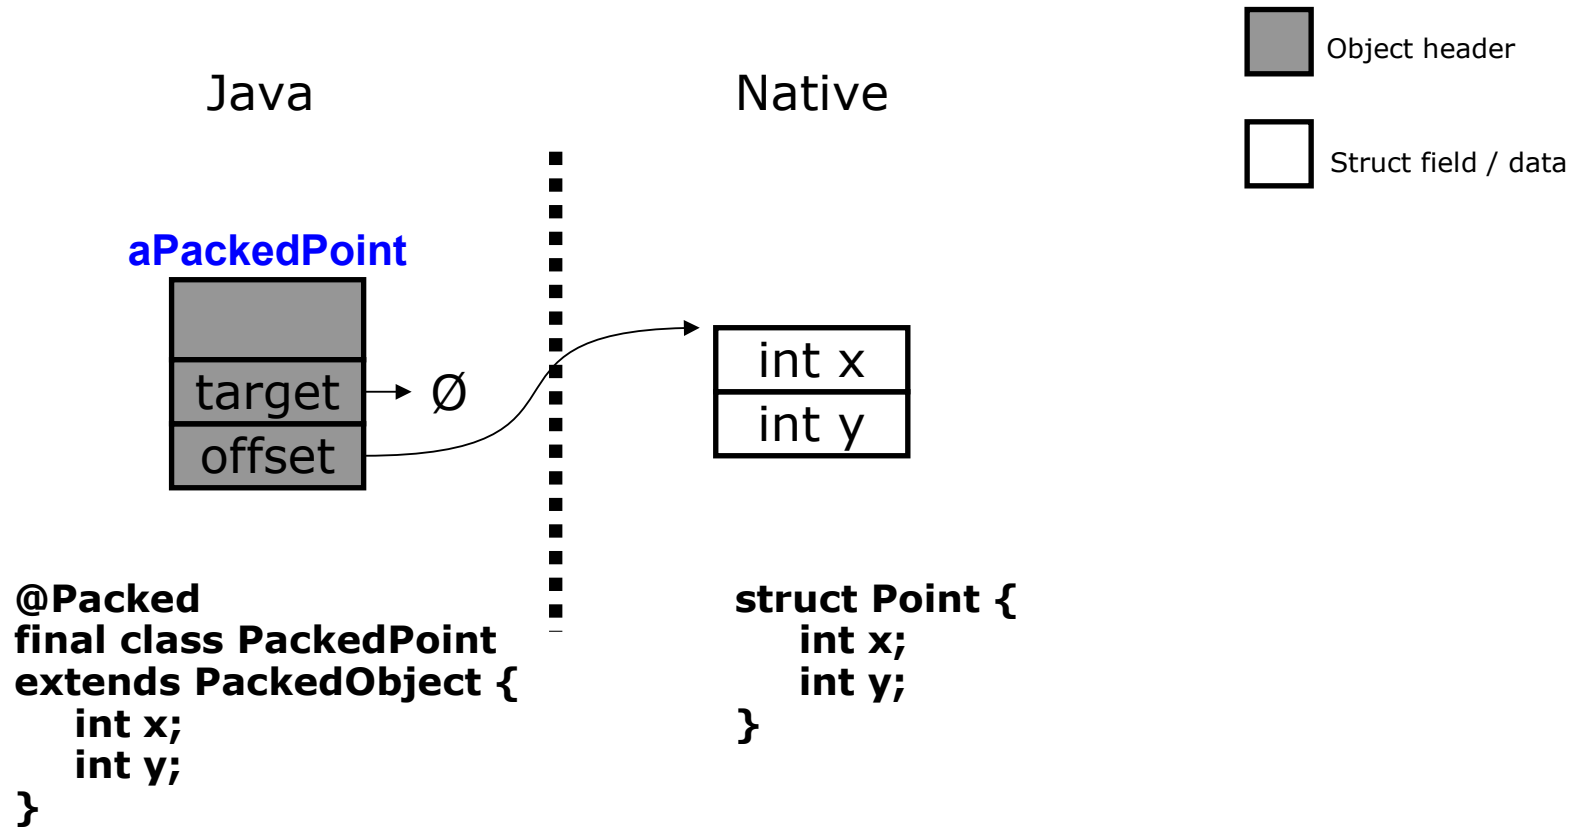 Java
Native
Object header
Struct field / data
aPackedPoint
target
Ø
offset
int x
int y
@Packed
final class PackedPoint
extends PackedObject {
int x;
int y;
}
struct Point {
int x;
int y;
}